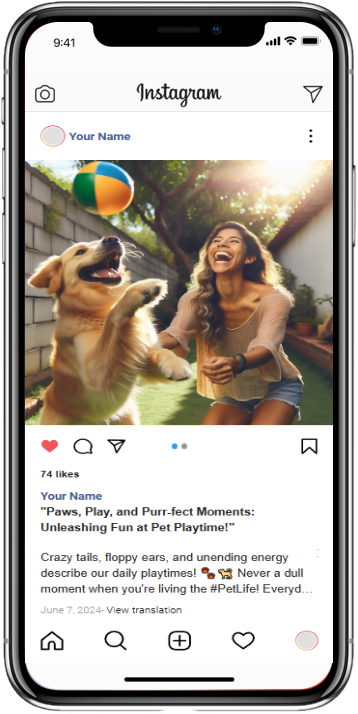 9:41
Instagram
Your Name
74 likes
Your Name
"Paws, Play, and Purr-fect Moments:
Unleashing Fun at Pet Playtime!"
Crazy tails, floppy ears, and unending energy
describe our daily playtimes! 🐾🐕 Never a dull
moment when you're living the #PetLife! Everyd...
June 7, 2024· View translation